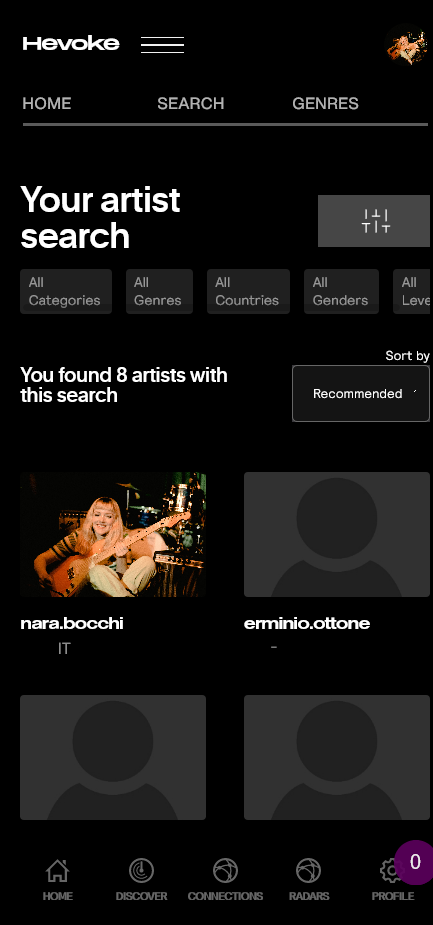 Hevoke
HOME SEARCH GENRES
Your artist
search
All
Categories
All
Genres
All
Countries
All
Genders
All
Leve
Sort by
You found 8 artists with
this search
Recommended
nara.bocchi
IT
erminio.ottone
-
0
HOME DISCOVER CONNECTIONS RADARS PROFILE